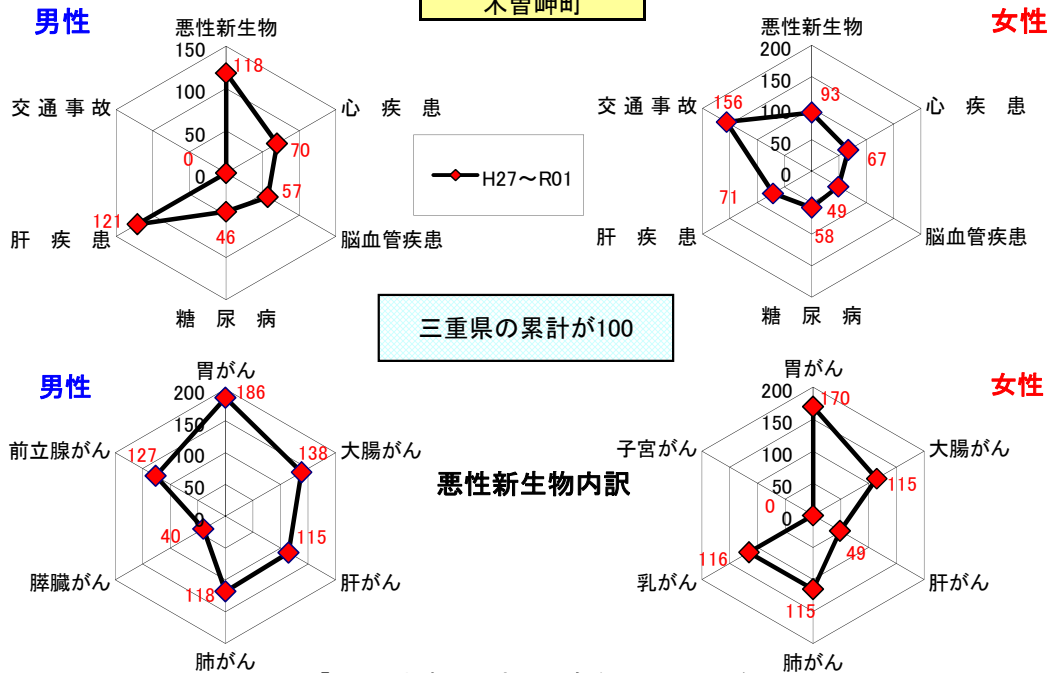 木曽岬町
男性
悪性新生物
150
118
100
50
0
心 疾 患
70
脳血管疾患
57
糖 尿 病
46
肝 疾 患
121
交 通 事 故
0
H27～R01
女性
悪性新生物
200
150
100
50
0
93
心 疾 患
67
脳血管疾患
49
糖 尿 病
58
肝 疾 患
71
交 通 事 故
156
三重県の累計が100
男性
胃がん
200
186
150
100
50
0
大腸がん
138
肝がん
115
肺がん
118
膵臓がん
40
前立腺がん
127
悪性新生物内訳
女性
胃がん
200
170
150
100
50
0
大腸がん
115
肝がん
49
肺がん
115
乳がん
116
子宮がん
0